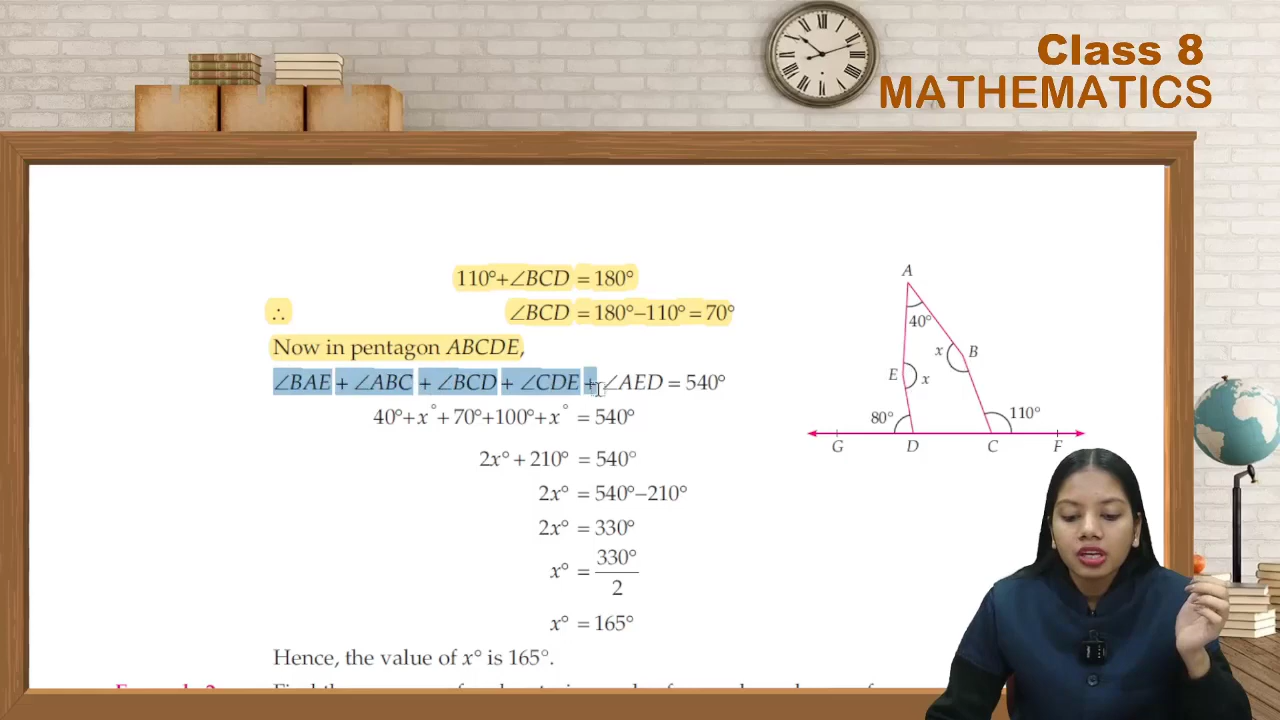 Class 8
MATHEMATICS
110°+∠BCD = 180°
∴ ∠BCD = 180°–110° = 70°
Now in pentagon ABCDE,
∠BAE + ∠ABC + ∠BCD + ∠CDE + ∠AED = 540°
40°+x°+70°+100°+x° = 540°
2x° + 210° = 540°
2x° = 540°–210°
2x° = 330°
x° = 330°
2
x° = 165°
Hence, the value of x° is 165°.
A
40°
x B
E x
80° 110°
G D C F